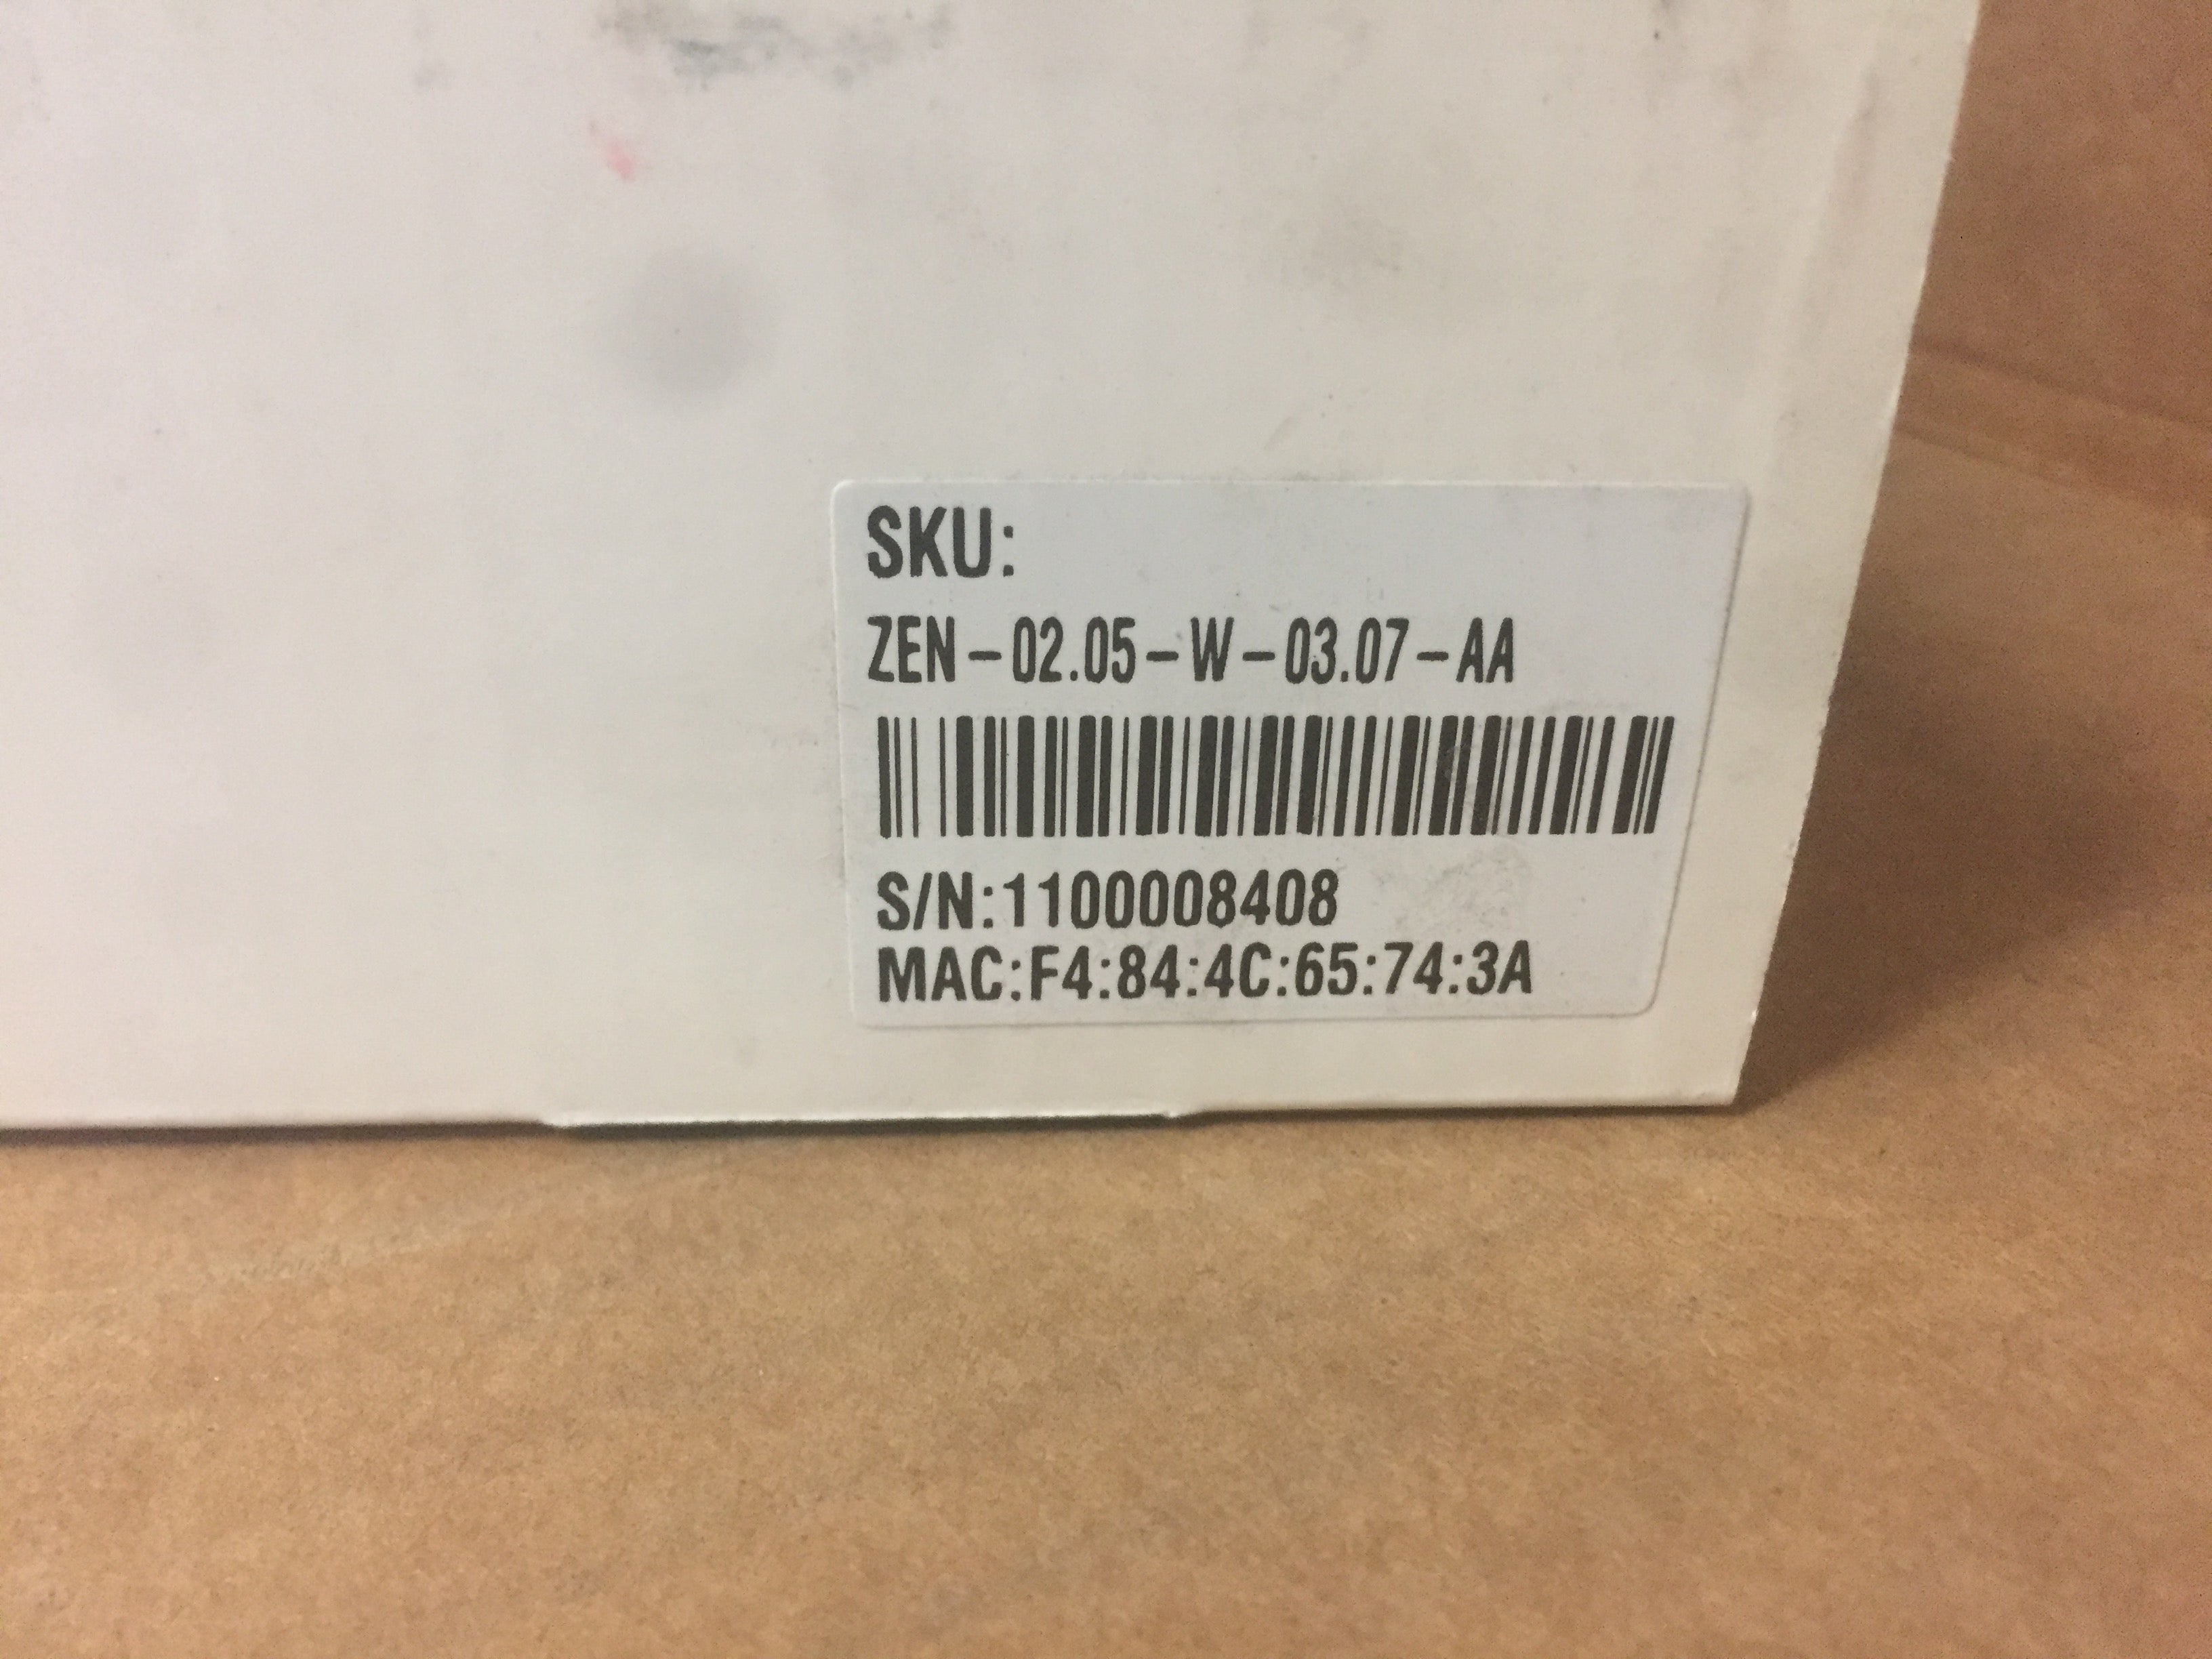 SKU:
ZEN-02.05-W-03.07-AA
S/N:1100008408
MAC:F4:84:4C:65:74:3A